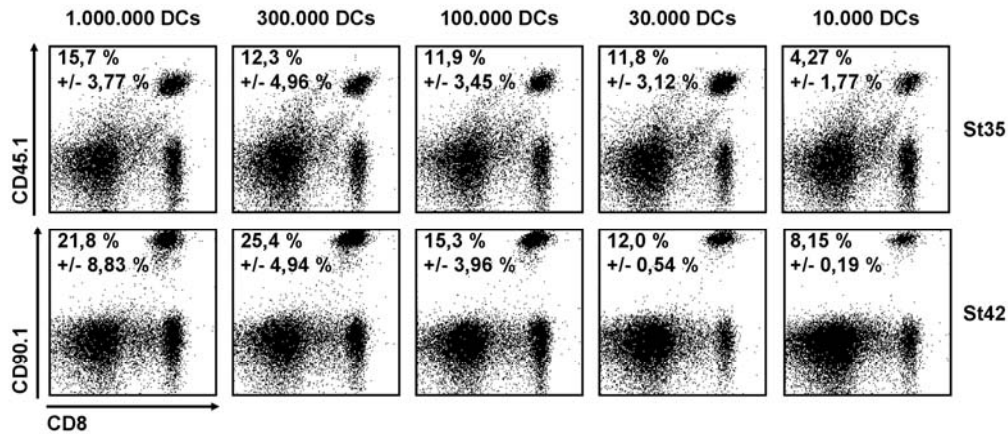 1.000.000 DCs 300.000 DCs 100.000 DCs 30.000 DCs 10.000 DCs
15,7 % 12,3 % 11,9 % 11,8 % 4,27 %
+/- 3,77 % +/- 4,96 % +/- 3,45 % +/- 3,12 % +/- 1,77 %
CD45.1
St35
21,8 % 25,4 % 15,3 % 12,0 % 8,15 %
+/- 8,83 % +/- 4,94 % +/- 3,96 % +/- 0,54 % +/- 0,19 %
CD90.1
St42
CD8